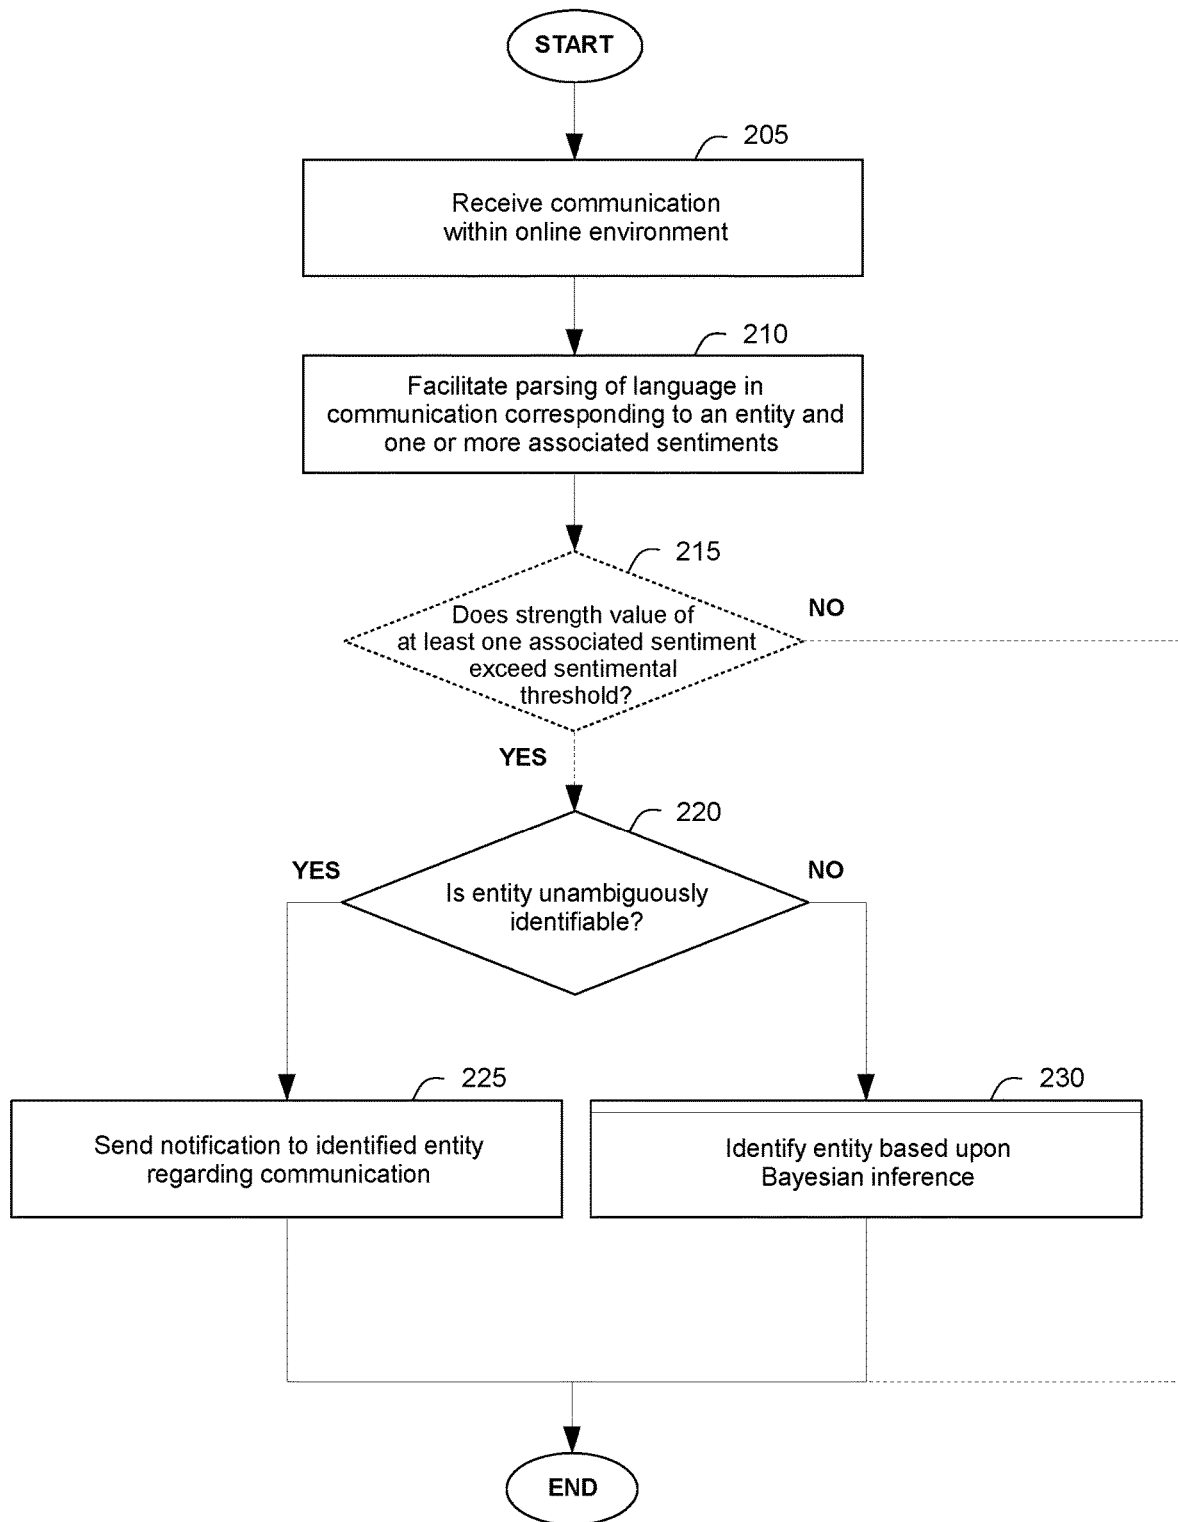 START
205
Receive communication
within online environment
210
Facilitate parsing of language in
communication corresponding to an entity and
one or more associated sentiments
215
Does strength value of
at least one associated sentiment
exceed sentimental
threshold?
NO
YES
220
YES
NO
Is entity unambiguously
identifiable?
225
230
Send notification to identified entity
regarding communication
Identify entity based upon
Bayesian inference
END